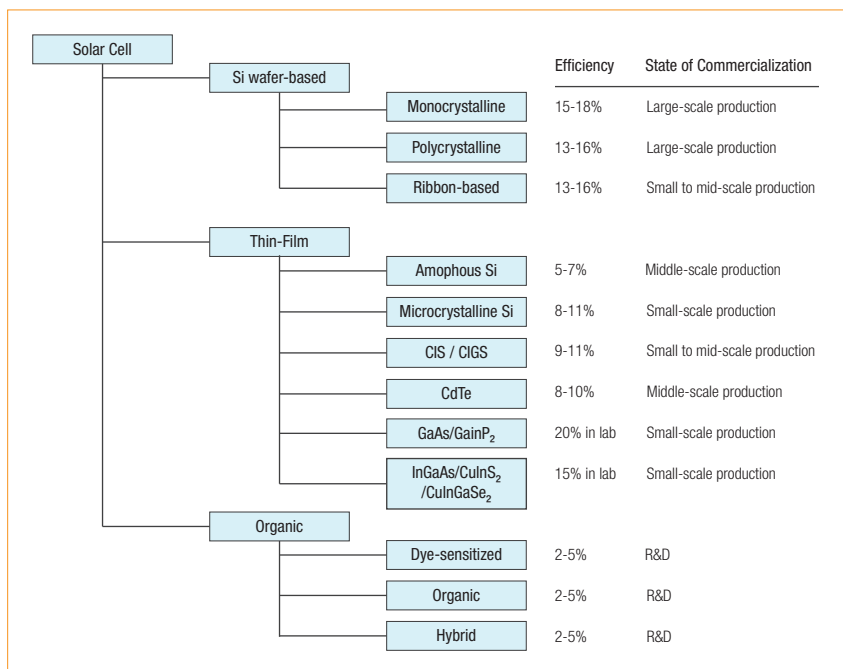 Solar Cell
Efficiency State of Commercialization
Si wafer-based
Monocrystalline 15-18% Large-scale production
Polycrystalline 13-16% Large-scale production
Ribbon-based 13-16% Small to mid-scale production
Thin-Film
Amophous Si 5-7% Middle-scale production
Microcrystalline Si 8-11% Small-scale production
CIS / CIGS 9-11% Small to mid-scale production
CdTe 8-10% Middle-scale production
GaAs/GainP₂ 20% in lab Small-scale production
InGaAs/CuInS₂ 15% in lab Small-scale production
/CuInGaSe₂
Organic
Dye-sensitized 2-5% R&D
Organic 2-5% R&D
Hybrid 2-5% R&D